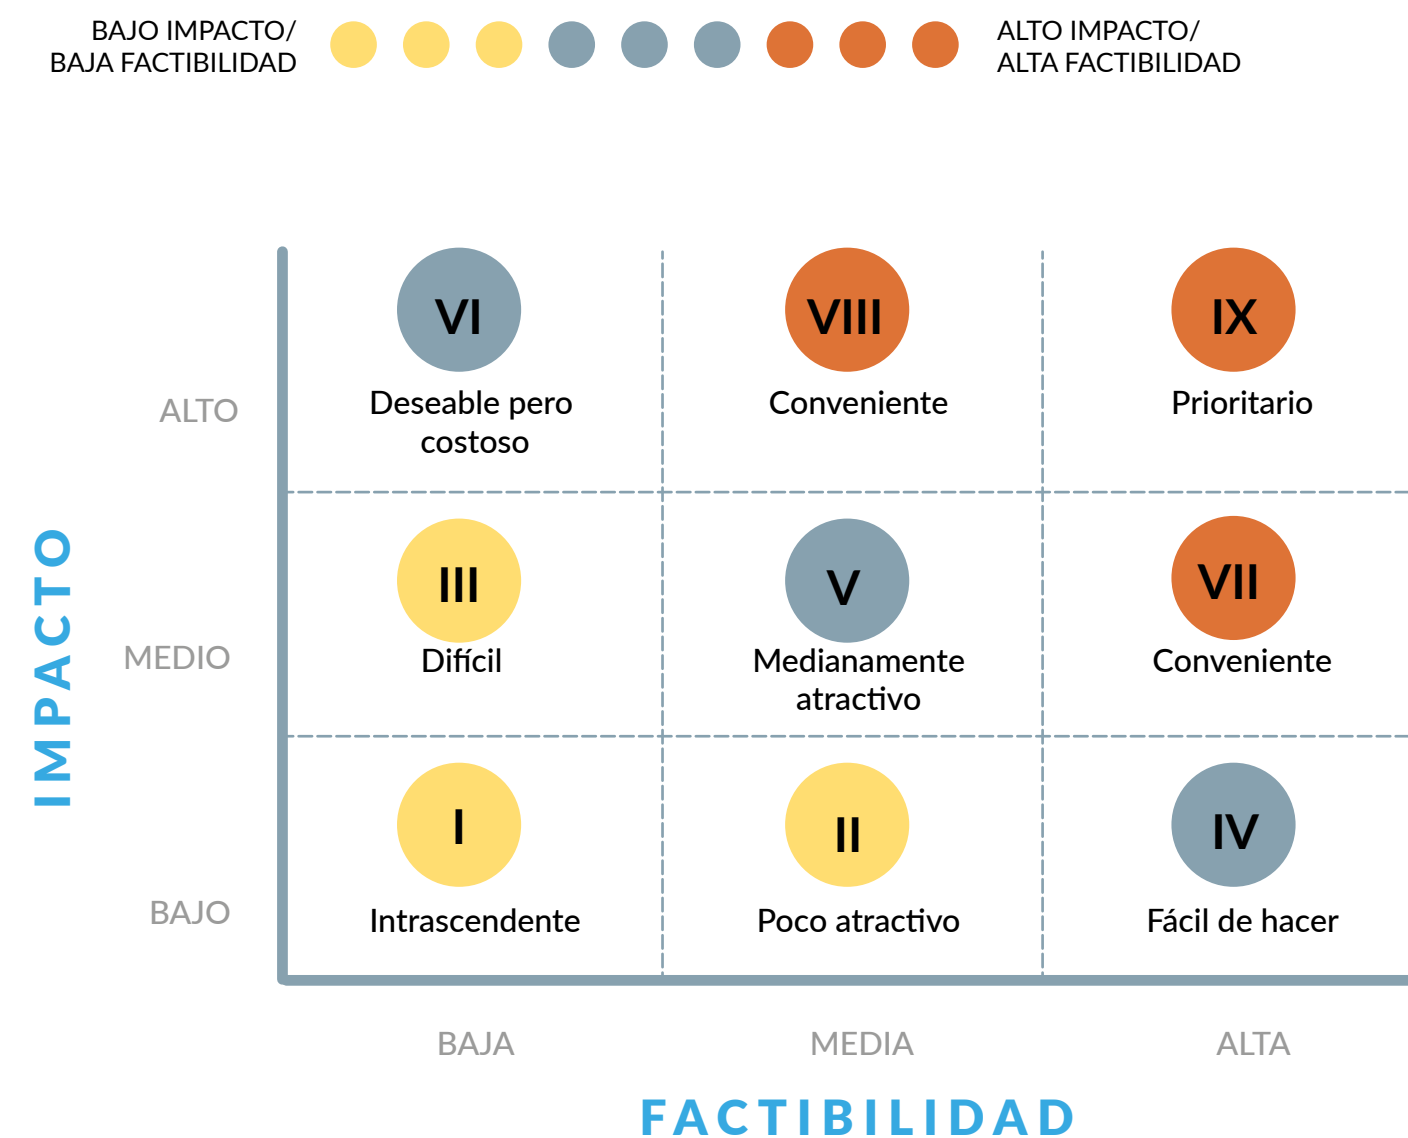 BAJO IMPACTO/
BAJA FACTIBILIDAD
ALTO IMPACTO/
ALTA FACTIBILIDAD
IMPACTO
ALTO
VI
Deseable pero
costoso
VIII
Conveniente
IX
Prioritario
MEDIO
III
Difícil
V
Medianamente
atractivo
VII
Conveniente
BAJO
I
Intrascendente
II
Poco atractivo
IV
Fácil de hacer
BAJA
MEDIA
ALTA
FACTIBILIDAD